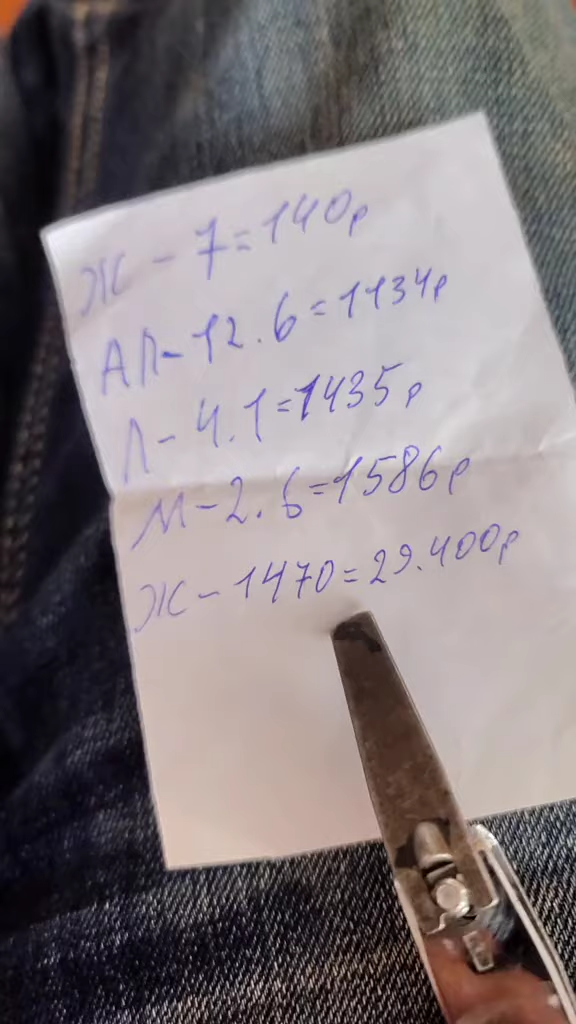 Ж - 7 = 140р
АЛ - 12.6 = 1134р
Л - 4.1 = 1435р
М - 2.6 = 1586р
Ж - 1470 = 29.400р